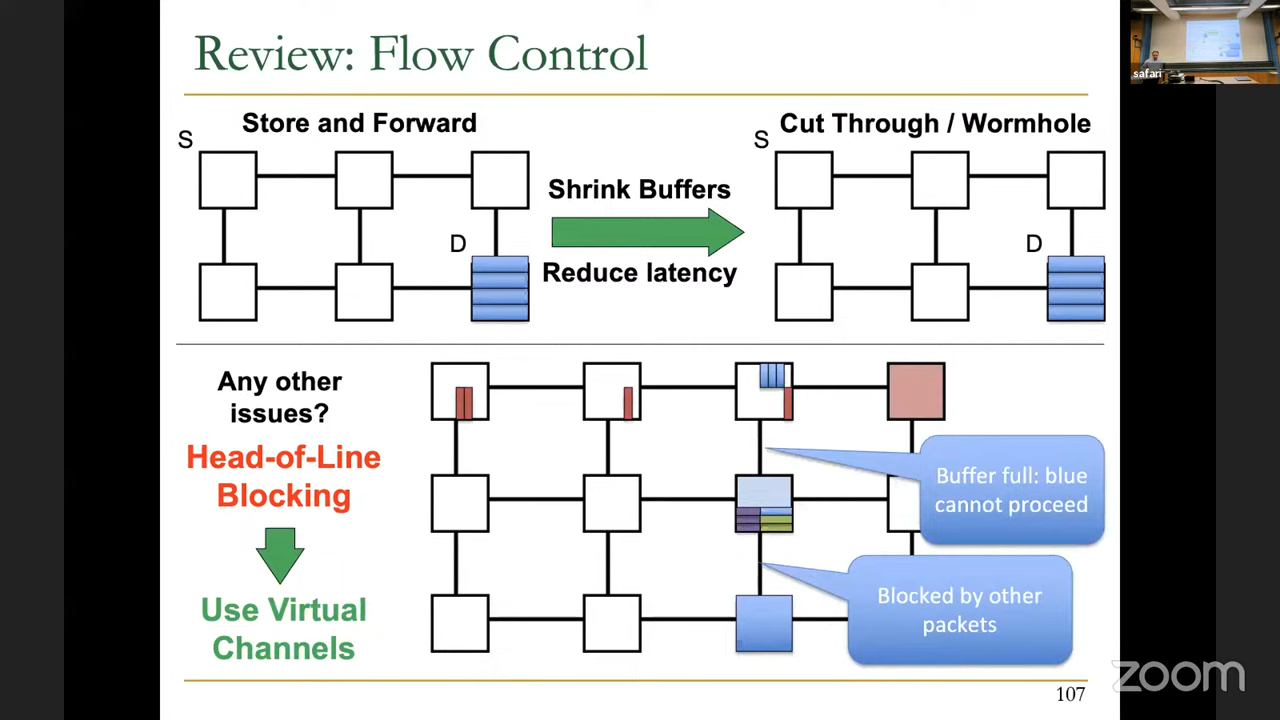 Review: Flow Control
safari
S
Store and Forward
D
Shrink Buffers
Reduce latency
S
Cut Through / Wormhole
D
Any other
issues?
Head-of-Line
Blocking
Use Virtual
Channels
Buffer full: blue
cannot proceed
Blocked by other
packets
zoom
107